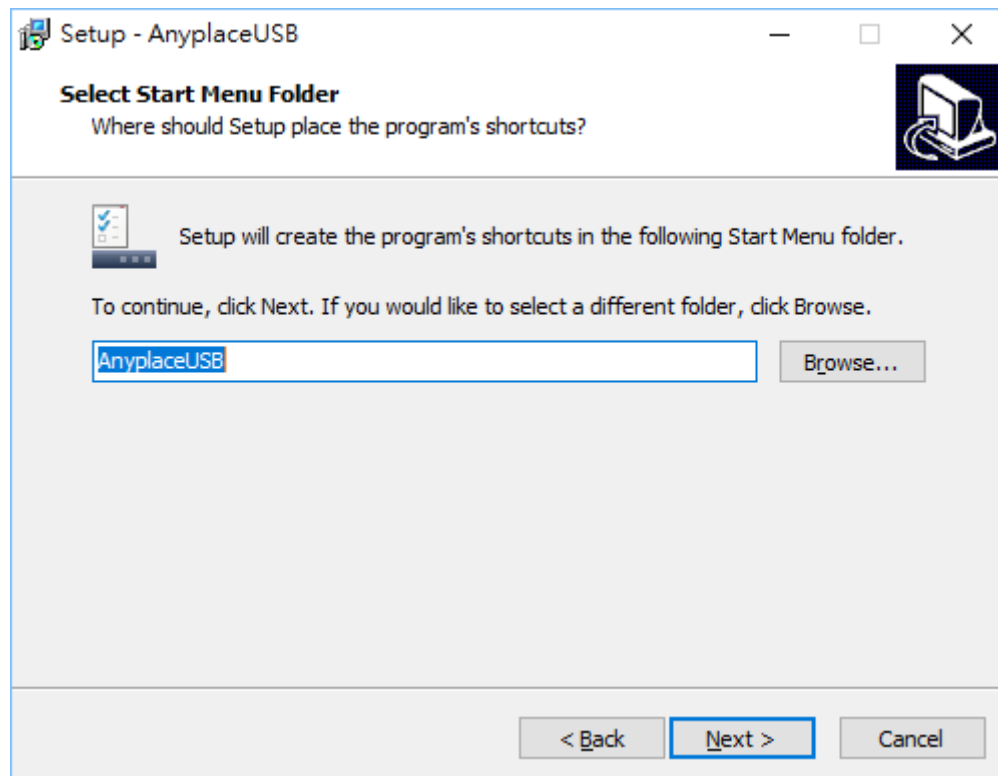 Setup - AnyplaceUSB
Select Start Menu Folder
Where should Setup place the program's shortcuts?
Setup will create the program's shortcuts in the following Start Menu folder.
To continue, click Next. If you would like to select a different folder, click Browse.
AnyplaceUSB
Browse...
< Back
Next >
Cancel